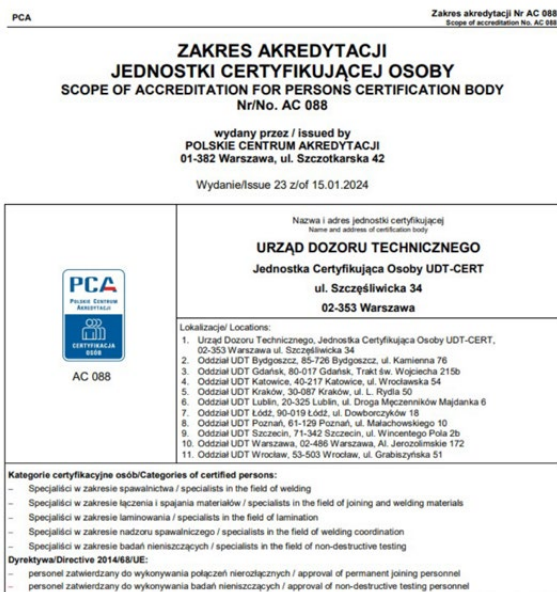 PCA
Zakres akredytacji Nr AC 088
Scope of accreditation No. AC 088
ZAKRES AKREDYTACJI
JEDNOSTKI CERTYFIKUJĄCEJ OSOBY
SCOPE OF ACCREDITATION FOR PERSONS CERTIFICATION BODY
Nr/No. AC 088
wydany przez / issued by
POLSKIE CENTRUM AKREDYTACJI
01-382 Warszawa, ul. Szczotkarska 42
Wydanie/Issue 23 z/of 15.01.2024
PCA
POLSKIE CENTRUM
AKREDYTACJI
CERTYFIKACJA
OSÓB
AC 088
Nazwa i adres jednostki certyfikującej
Name and address of certification body
URZĄD DOZORU TECHNICZNEGO
Jednostka Certyfikująca Osoby UDT-CERT
ul. Szczęśliwicka 34
02-353 Warszawa
Lokalizacje/ Locations:
1. Urząd Dozoru Technicznego, Jednostka Certyfikująca Osoby UDT-CERT,
02-353 Warszawa ul. Szczęśliwicka 34
2. Oddział UDT Bydgoszcz, 85-726 Bydgoszcz, ul. Kamienna 76
3. Oddział UDT Gdańsk, 80-017 Gdańsk, Trakt św. Wojciecha 215b
4. Oddział UDT Katowice, 40-217 Katowice, ul. Wrocławska 54
5. Oddział UDT Kraków, 30-087 Kraków, ul. L. Rydla 50
6. Oddział UDT Lublin, 20-325 Lublin, ul. Droga Męczenników Majdanka 6
7. Oddział UDT Łódź, 90-019 Łódź, ul. Dowborczyków 18
8. Oddział UDT Poznań, 61-129 Poznań, ul. Małachowskiego 10
9. Oddział UDT Szczecin, 71-342 Szczecin, ul. Wincentego Pola 2b
10. Oddział UDT Warszawa, 02-486 Warszawa, Al. Jerozolimskie 172
11. Oddział UDT Wrocław, 53-503 Wrocław, ul. Grabiszyńska 51
Kategorie certyfikacyjne osób/Categories of certified persons:
– Specjaliści w zakresie spawalnictwa / specialists in the field of welding
– Specjaliści w zakresie łączenia i spajania materiałów / specialists in the field of joining and welding materials
– Specjaliści w zakresie laminowania / specialists in the field of lamination
– Specjaliści w zakresie nadzoru spawalniczego / specialists in the field of welding coordination
– Specjaliści w zakresie badań nieniszczących / specialists in the field of non-destructive testing
Dyrektywa/Directive 2014/68/UE:
– personel zatwierdzany do wykonywania połączeń nierozłącznych / approval of permanent joining personnel
– personel zatwierdzany do wykonywania badań nieniszczących / approval of non-destructive testing personnel